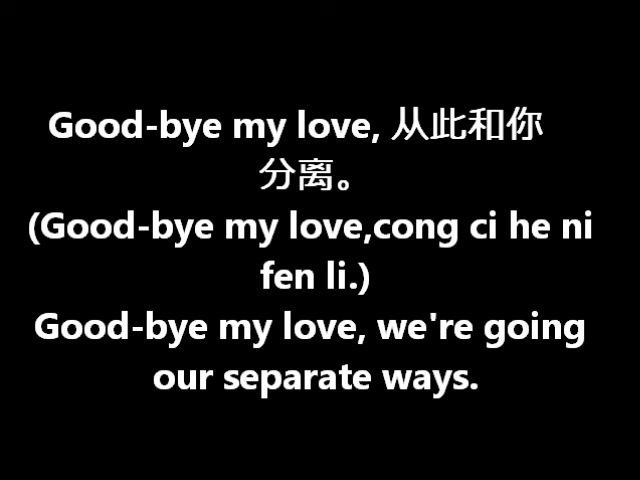 Good-bye my love, 从此和你
分离。
(Good-bye my love,cong ci he ni
fen li.)
Good-bye my love, we're going
our separate ways.